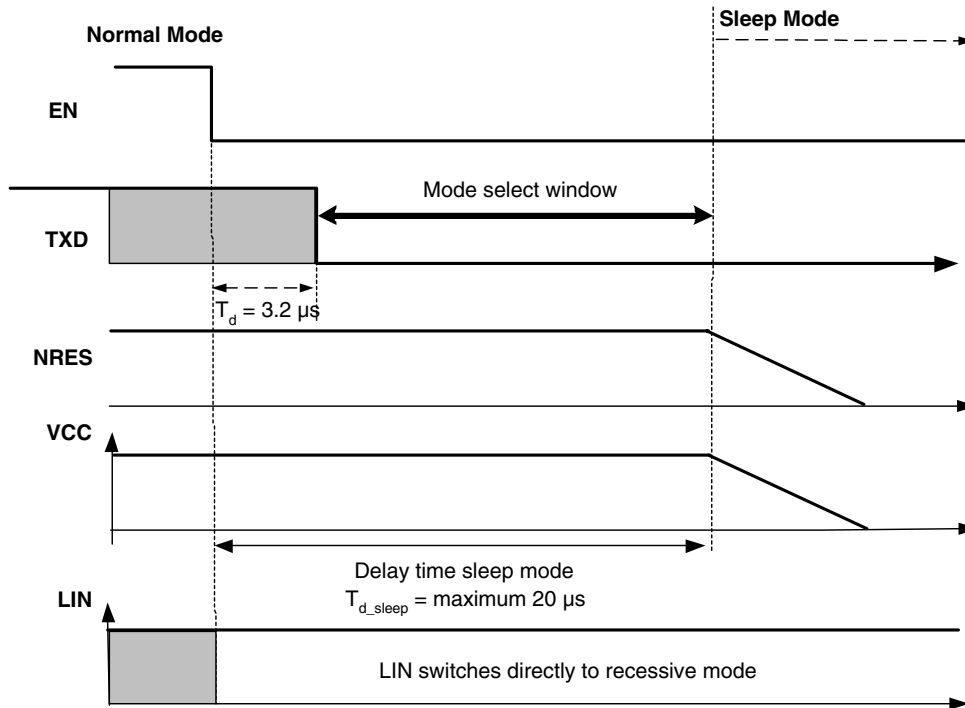 Sleep Mode
Normal Mode
EN
Mode select window
TXD
T_d = 3.2 µs
NRES
VCC
Delay time sleep mode
T_d_sleep = maximum 20 µs
LIN
LIN switches directly to recessive mode